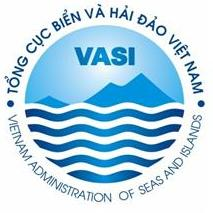 TỔNG CỤC BIỂN VÀ HẢI ĐẢO VIỆT NAM
VASI
VIETNAM ADMINISTRATION OF SEAS AND ISLANDS